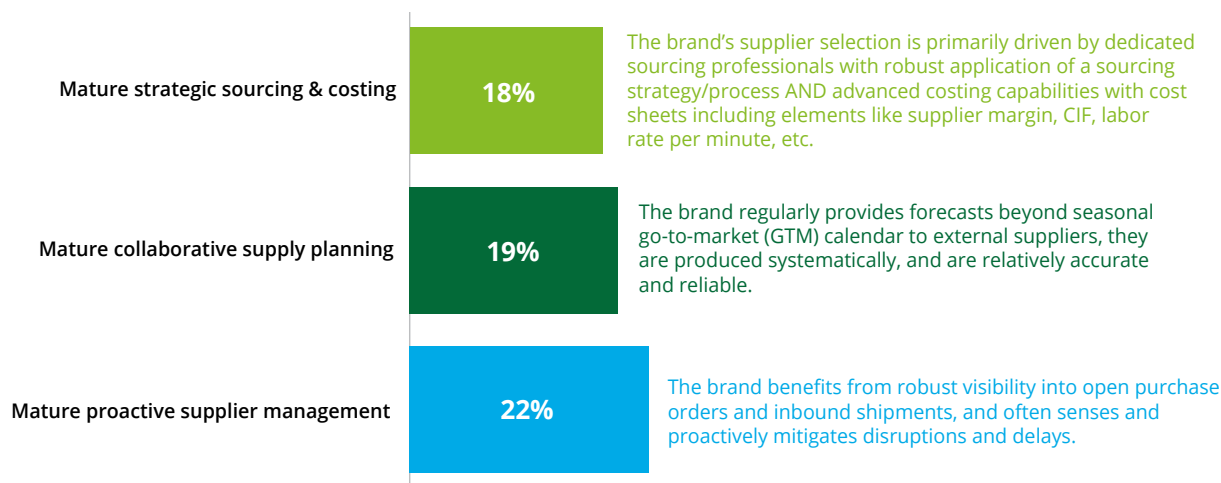 Mature strategic sourcing & costing
18%
The brand’s supplier selection is primarily driven by dedicated
sourcing professionals with robust application of a sourcing
strategy/process AND advanced costing capabilities with cost
sheets including elements like supplier margin, CIF, labor
rate per minute, etc.
Mature collaborative supply planning
19%
The brand regularly provides forecasts beyond seasonal
go-to-market (GTM) calendar to external suppliers, they
are produced systematically, and are relatively accurate
and reliable.
Mature proactive supplier management
22%
The brand benefits from robust visibility into open purchase
orders and inbound shipments, and often senses and
proactively mitigates disruptions and delays.